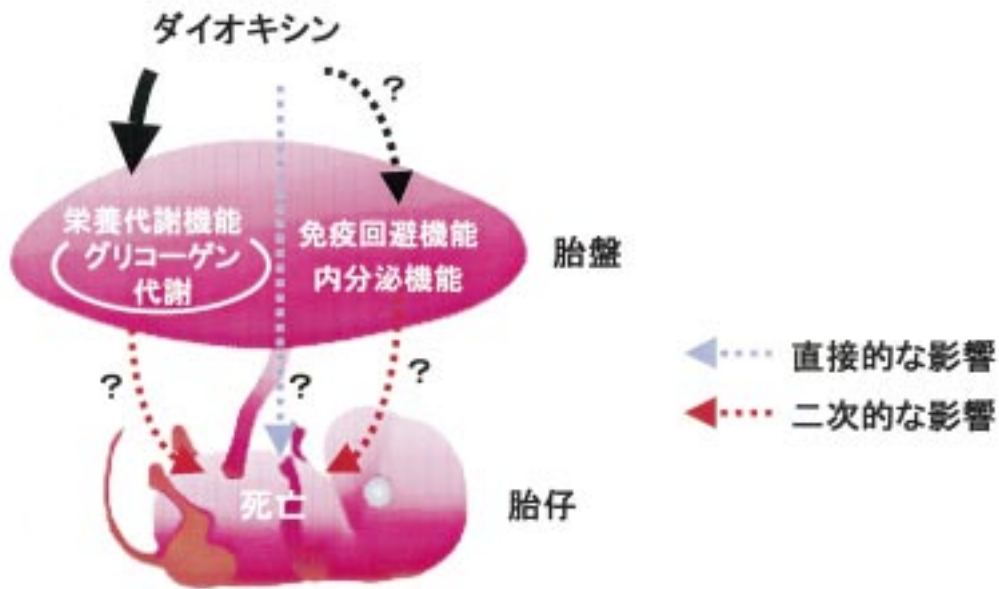 ダイオキシン
?
栄養代謝機能
グリコーゲン
代謝
免疫回避機能
内分泌機能
胎盤
?
?
?
直接的な影響
二次的な影響
死亡
胎仔